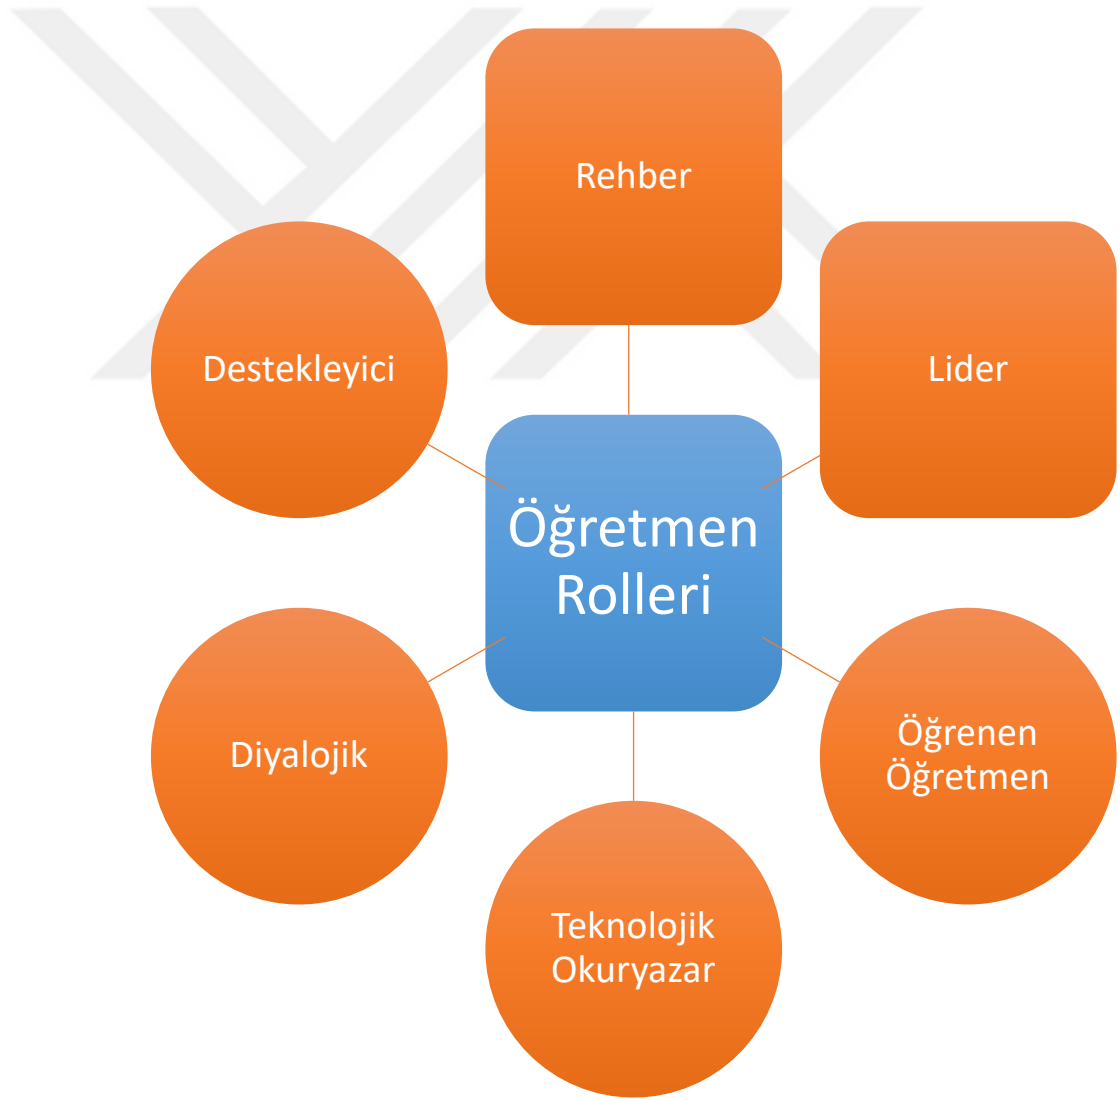 Rehber
Destekleyici
Lider
Öğretmen
Rolleri
Diyalojik
Öğrenen
Öğretmen
Teknolojik
Okuryazar